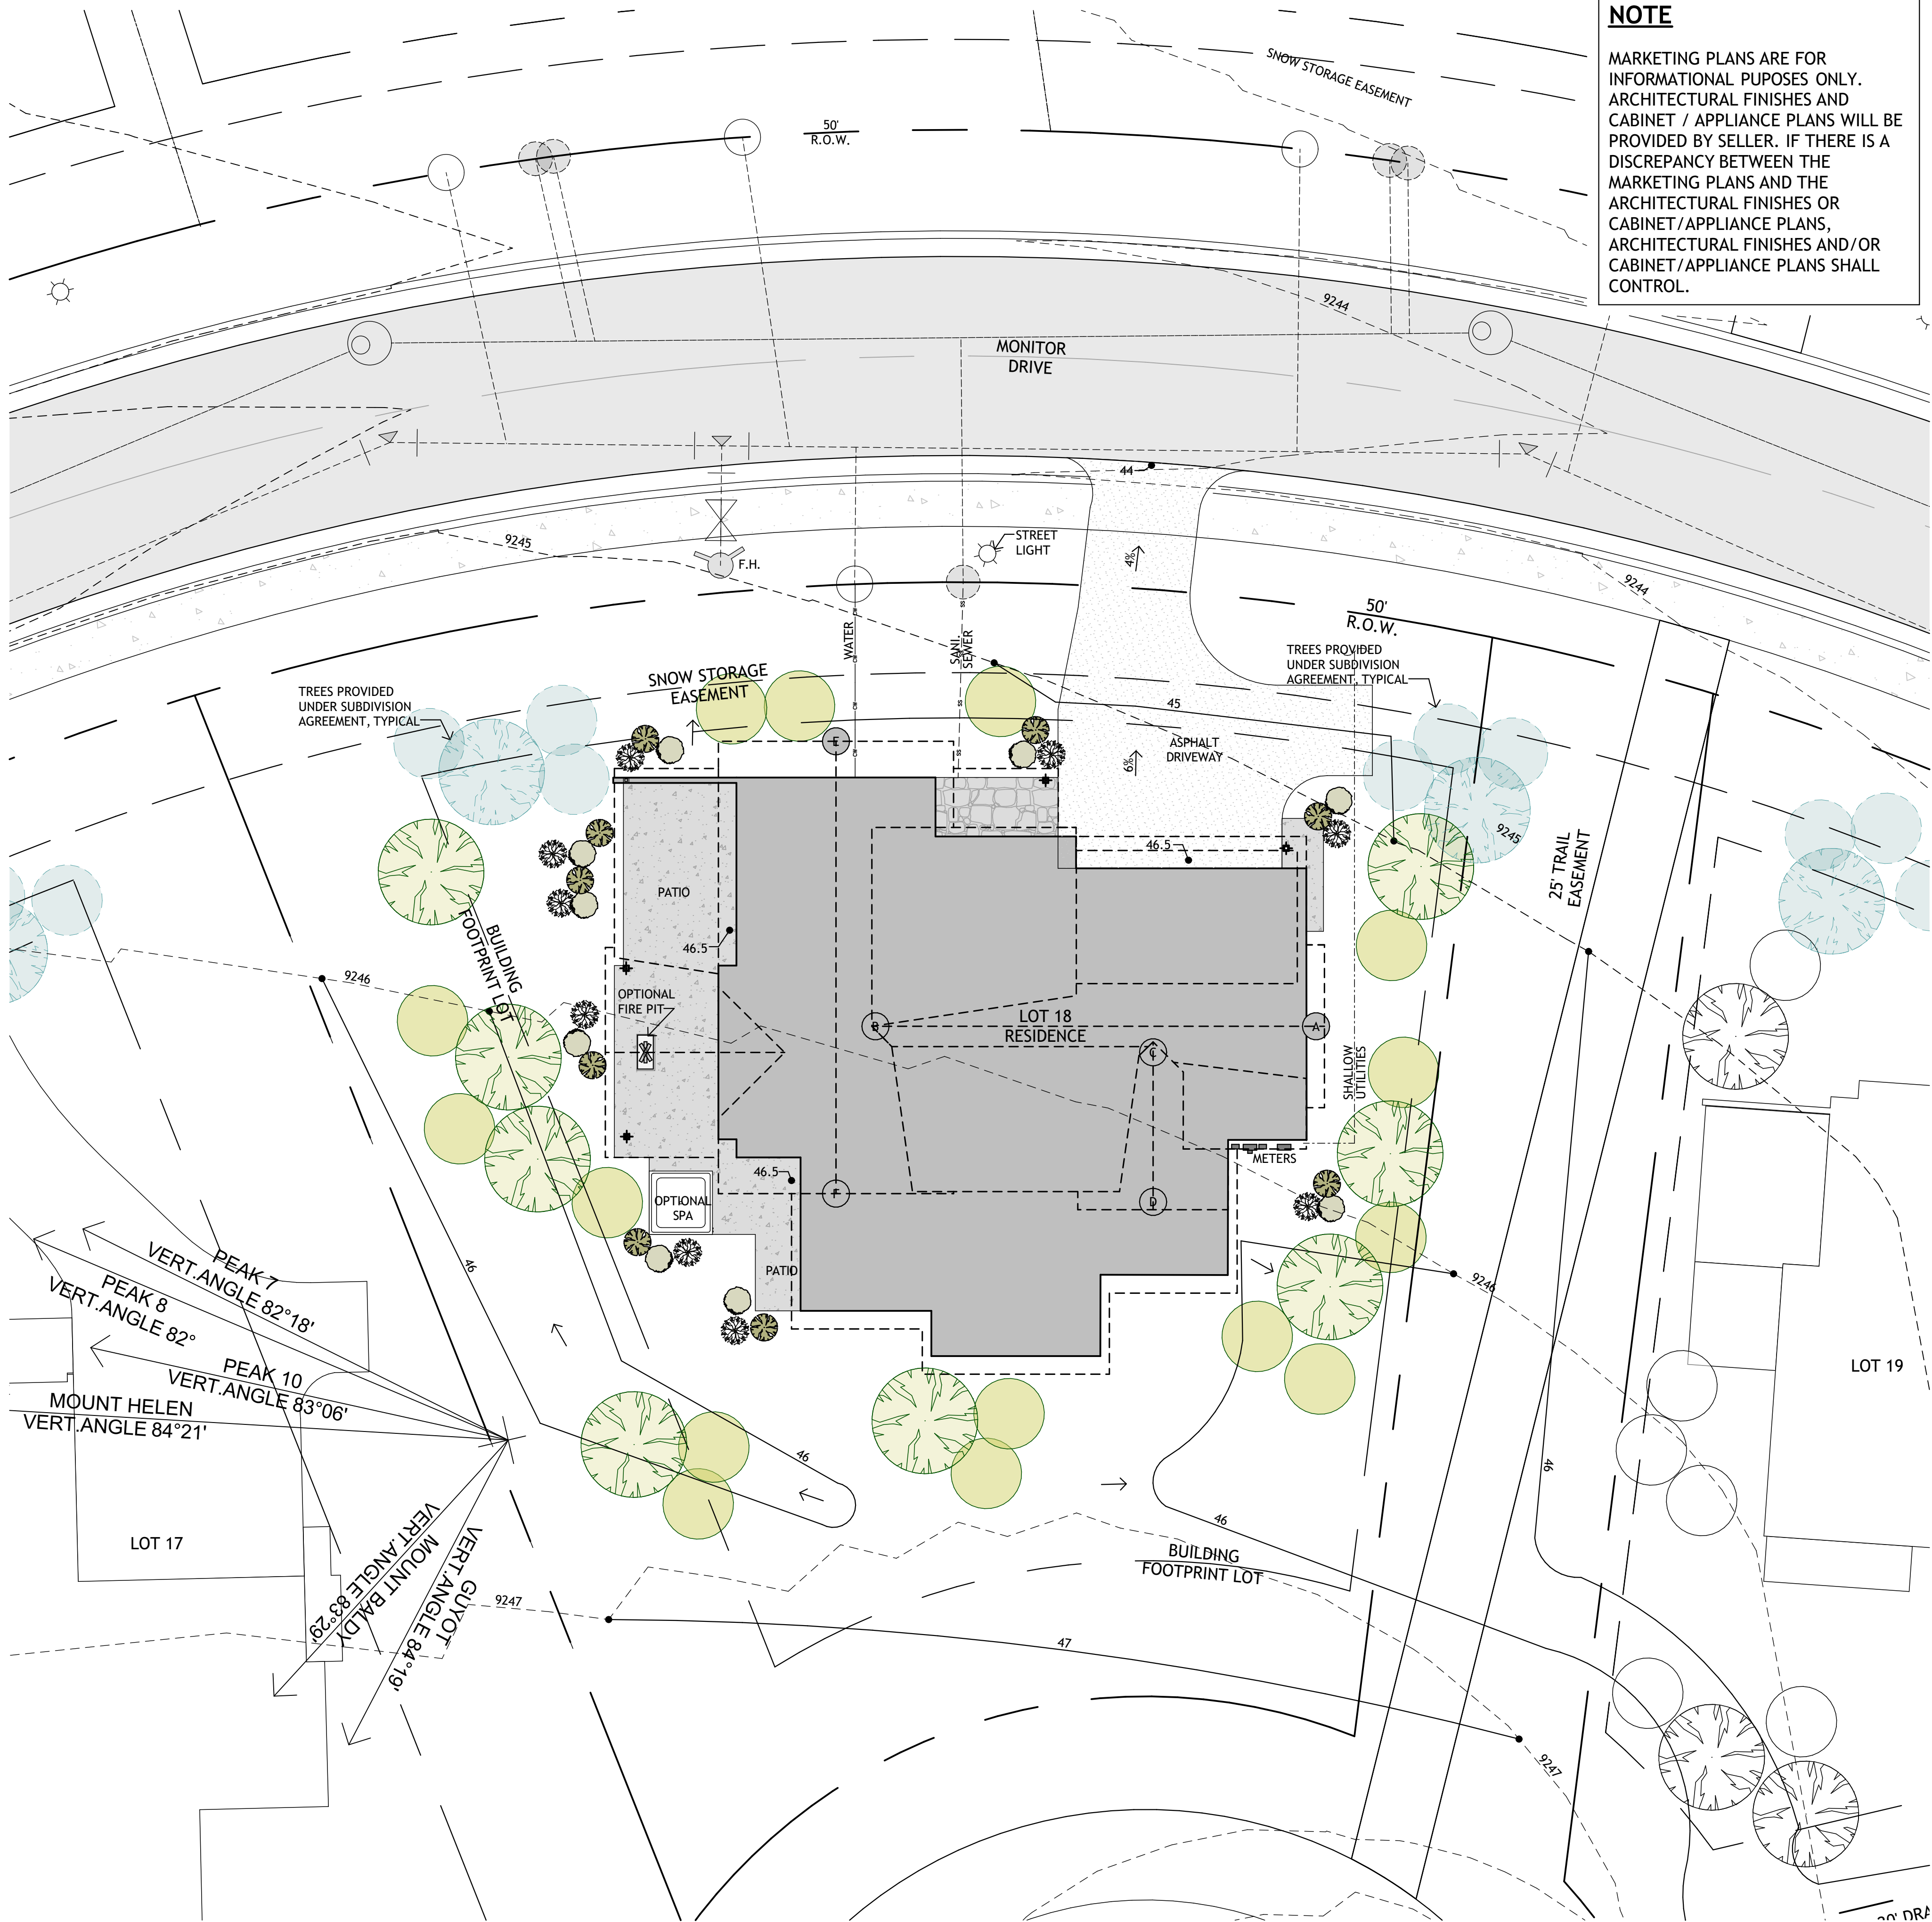 NOTE
MARKETING PLANS ARE FOR
INFORMATIONAL PUPOSES ONLY.
ARCHITECTURAL FINISHES AND
CABINET / APPLIANCE PLANS WILL BE
PROVIDED BY SELLER. IF THERE IS A
DISCREPANCY BETWEEN THE
MARKETING PLANS AND THE
ARCHITECTURAL FINISHES OR
CABINET/APPLIANCE PLANS,
ARCHITECTURAL FINISHES AND/OR
CABINET/APPLIANCE PLANS SHALL
CONTROL.
SNOW STORAGE EASEMENT
50'
R.O.W.
9244
MONITOR
DRIVE
44
9245
STREET
LIGHT
F.H.
4%
9244
50'
R.O.W.
WATER
SANI.
SEWER
TREES PROVIDED
UNDER SUBDIVISION
AGREEMENT, TYPICAL
SNOW STORAGE
EASEMENT
TREES PROVIDED
UNDER SUBDIVISION
AGREEMENT, TYPICAL
45
E
ASPHALT
DRIVEWAY
6%
9245
46.5
25' TRAIL
EASEMENT
PATIO
BUILDING
FOOTPRINT LOT
46.5
9246
OPTIONAL
FIRE PIT
LOT 18
RESIDENCE
B
A
C
SHALLOW
UTILITIES
METERS
46.5
OPTIONAL
SPA
F
D
46
PATIO
9246
PEAK 7
VERT.ANGLE 82°18'
PEAK 8
VERT.ANGLE 82°
PEAK 10
VERT.ANGLE 83°06'
MOUNT HELEN
VERT.ANGLE 84°21'
LOT 19
46
46
46
LOT 17
MOUNT BALDY
VERT.ANGLE 83°29'
GUYOT
VERT.ANGLE 84°19'
BUILDING
FOOTPRINT LOT
9247
47
9247
20' DRA